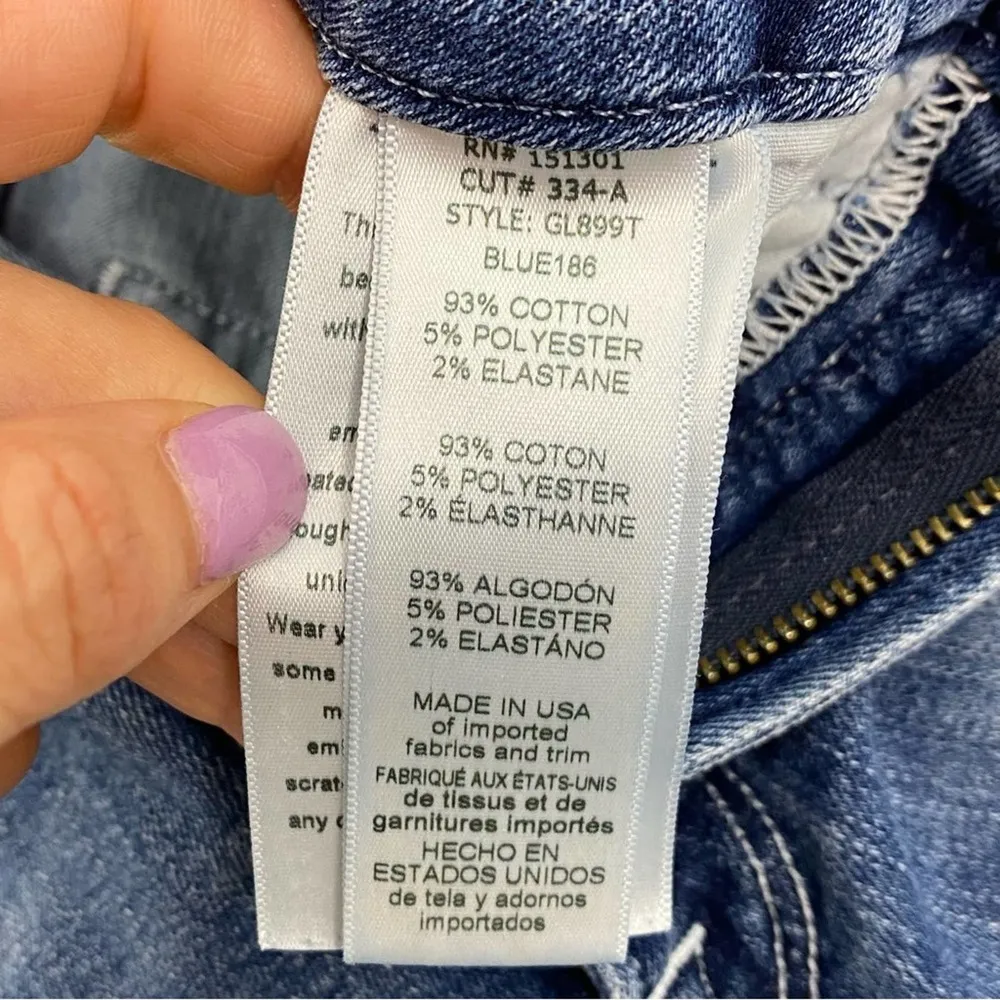 RN# 151301
CUT# 334-A
STYLE: GL899T
BLUE186
93% COTTON
5% POLYESTER
2% ELASTANE
93% COTON
5% POLYESTER
2% ÉLASTHANNE
93% ALGODÓN
5% POLIESTER
2% ELASTÁNO
MADE IN USA
of imported
fabrics and trim
FABRIQUÉ AUX ÉTATS-UNIS
de tissus et de
garnitures importés
HECHO EN
ESTADOS UNIDOS
de tela y adornos
importados
Wear
some
any